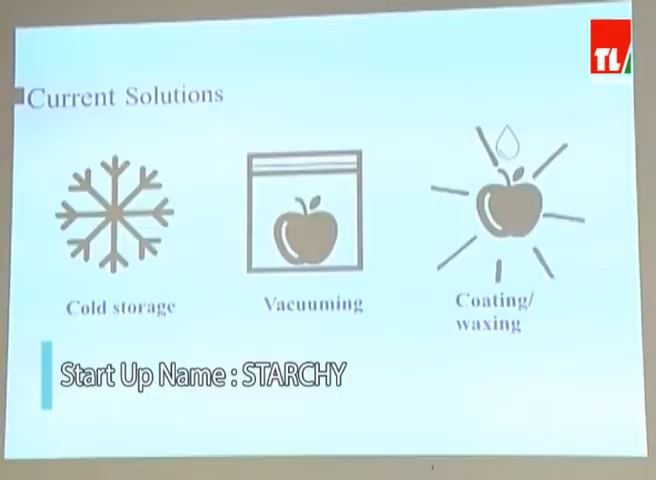 TL
Current Solutions
Cold storage
Vacuuming
Coating/
waxing
Start Up Name : STARCHY